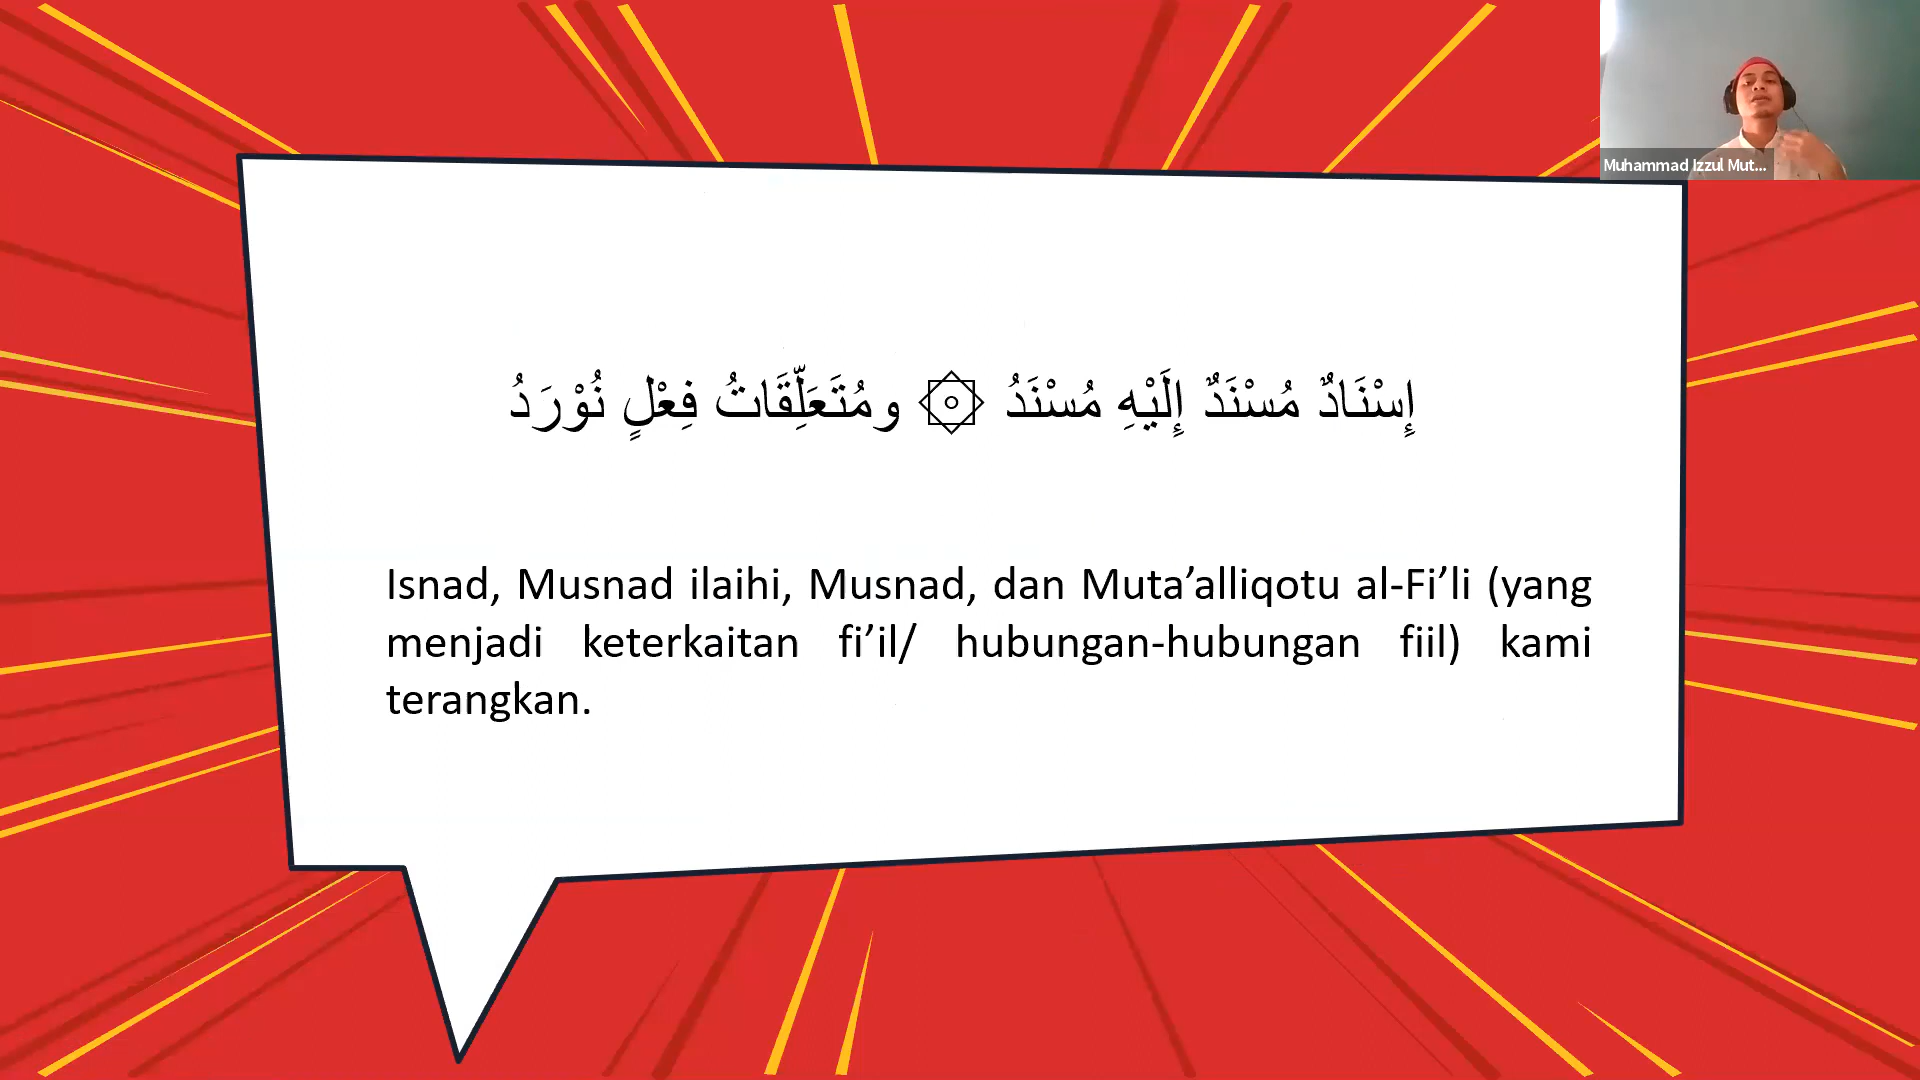 Muhammad Izzul Mut...
إِسْنَادٌ مُسْنَدٌ إِلَيْهِ مُسْنَدُ ۞ ومُتَعَلِّقَاتُ فِعْلٍ نُوْرَدُ
Isnad, Musnad ilaihi, Musnad, dan Muta’alliqotu al-Fi’li (yang
menjadi keterkaitan fi’il/ hubungan-hubungan fiil) kami
terangkan.